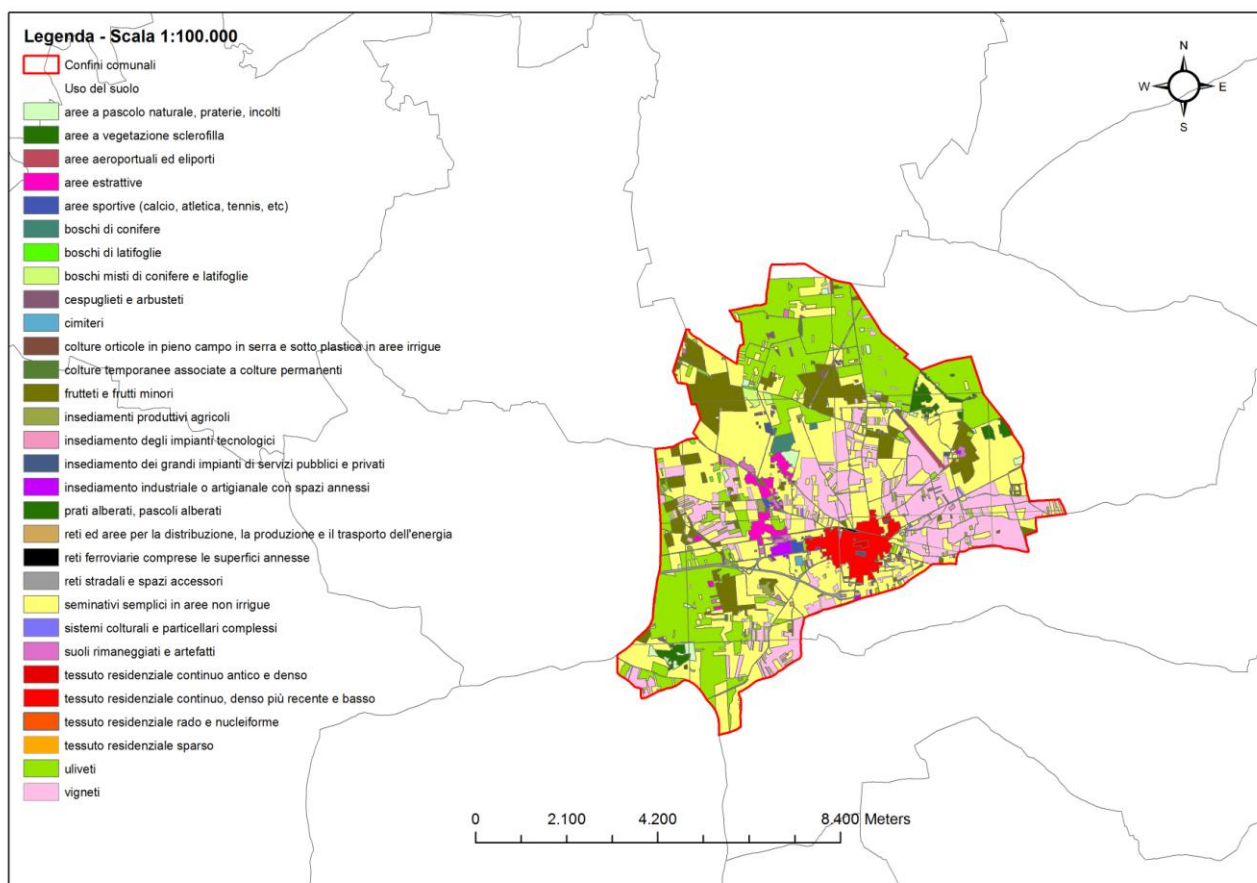 Legenda - Scala 1:100.000
Confini comunali
Uso del suolo
aree a pascolo naturale, praterie, incolti
aree a vegetazione sclerofilla
aree aeroportuali ed eliporti
aree estrattive
aree sportive (calcio, atletica, tennis, etc)
boschi di conifere
boschi di latifoglie
boschi misti di conifere e latifoglie
cespuglieti e arbusteti
cimiteri
colture orticole in pieno campo in serra e sotto plastica in aree irrigue
colture temporanee associate a colture permanenti
frutteti e frutti minori
insediamenti produttivi agricoli
insediamento degli impianti tecnologici
insediamento dei grandi impianti di servizi pubblici e privati
insediamento industriale o artigianale con spazi annessi
prati alberati, pascoli alberati
reti ed aree per la distribuzione, la produzione e il trasporto dell'energia
reti ferroviarie comprese le superfici annesse
reti stradali e spazi accessori
seminativi semplici in aree non irrigue
sistemi colturali e particellari complessi
suoli rimaneggiati e artefatti
tessuto residenziale continuo antico e denso
tessuto residenziale continuo, denso più recente e basso
tessuto residenziale rado e nucleiforme
tessuto residenziale sparso
uliveti
vigneti
N
W E
S
0 2.100 4.200 8.400 Meters